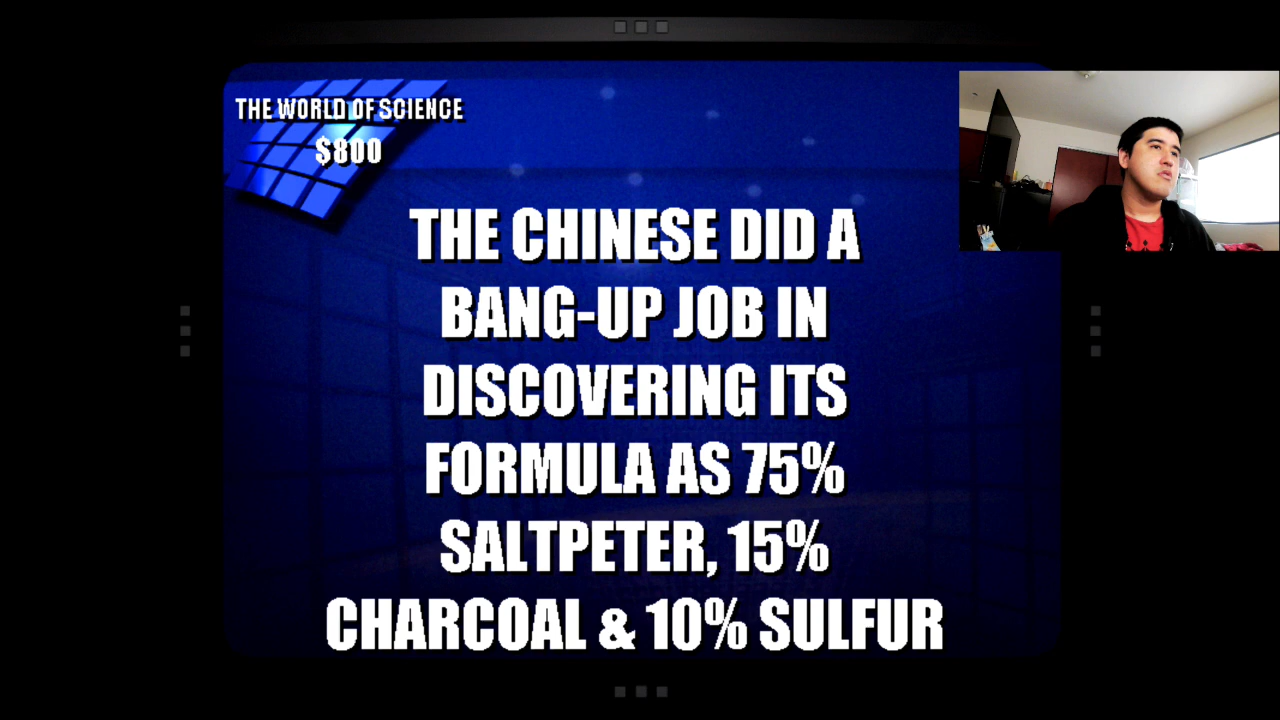 THE WORLD OF SCIENCE
$800
THE CHINESE DID A
BANG-UP JOB IN
DISCOVERING ITS
FORMULA AS 75%
SALTPETER, 15%
CHARCOAL & 10% SULFUR